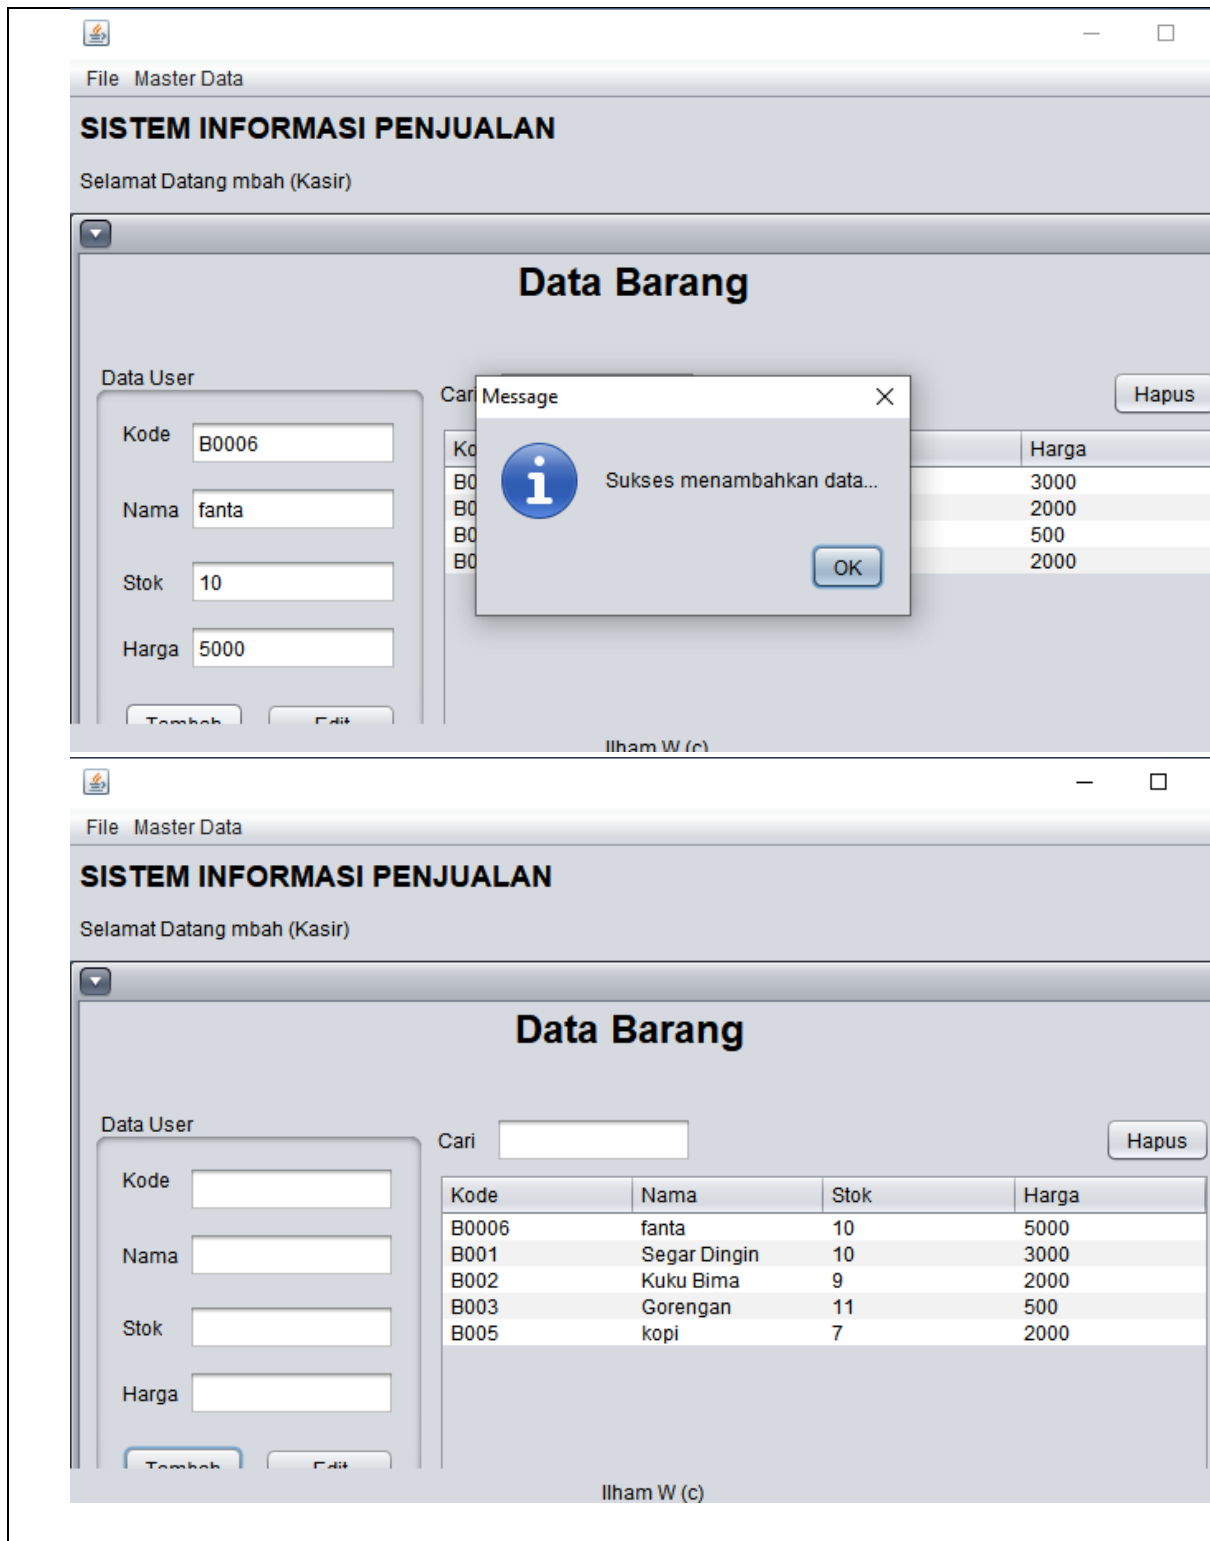 File Master Data
SISTEM INFORMASI PENJUALAN
Selamat Datang mbah (Kasir)
Data Barang
Data User
Cari
Hapus
Message
Sukses menambahkan data...
OK
Kode B0006
Nama fanta
Stok 10
Harga 5000
Harga
3000
2000
500
2000
Tambah Edit
Ilham W (c)
File Master Data
SISTEM INFORMASI PENJUALAN
Selamat Datang mbah (Kasir)
Data Barang
Data User
Cari
Hapus
Kode
Nama
Stok
Harga
Kode Nama Stok Harga
B0006 fanta 10 5000
B001 Segar Dingin 10 3000
B002 Kuku Bima 9 2000
B003 Gorengan 11 500
B005 kopi 7 2000
Tambah Edit
Ilham W (c)